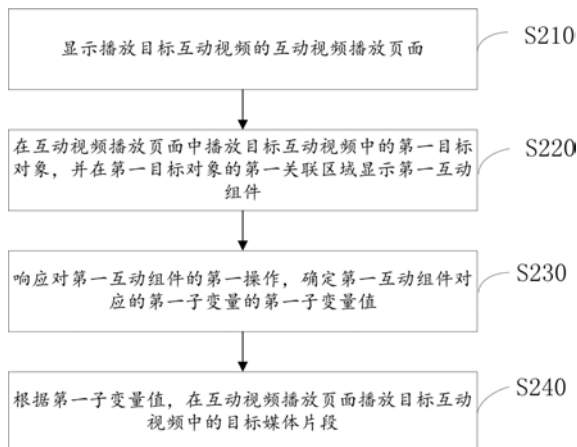 显示播放目标互动视频的互动视频播放页面
S210
在互动视频播放页面中播放目标互动视频中的第一目标
对象，并在第一目标对象的第一关联区域显示第一互动
组件
S220
响应对第一互动组件的第一操作，确定第一互动组件对
应的第一子变量的第一子变量值
S230
根据第一子变量值，在互动视频播放页面播放目标互动
视频中的目标媒体片段
S240